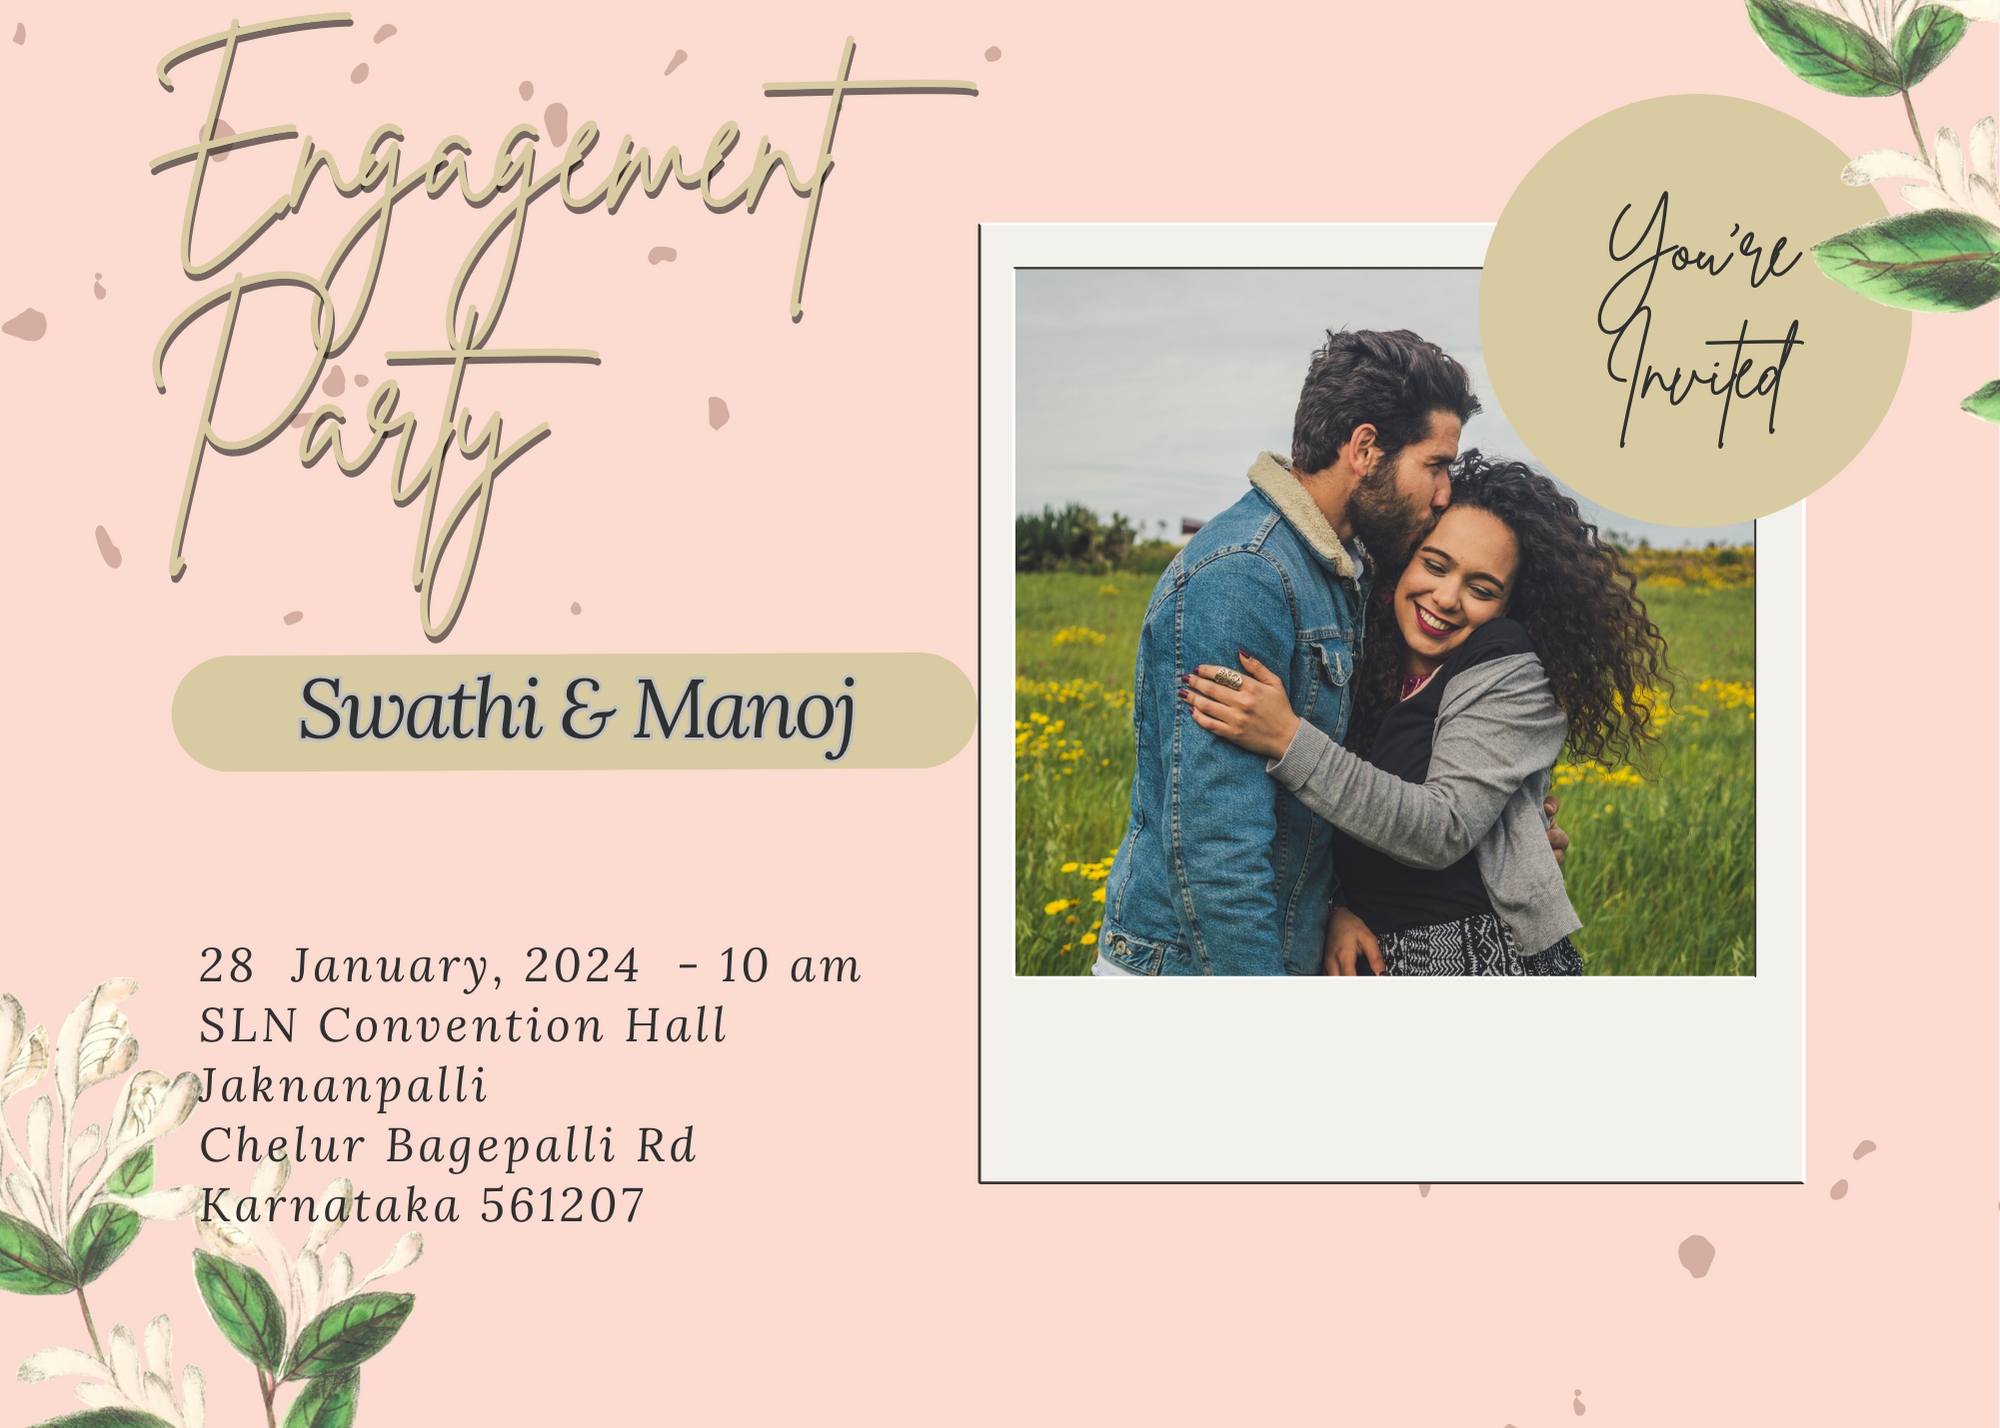 Engagement
Party
You're
Invited
Swathi & Manoj
28 January, 2024 - 10 am
SLN Convention Hall
Jaknanpalli
Chelur Bagepalli Rd
Karnataka 561207